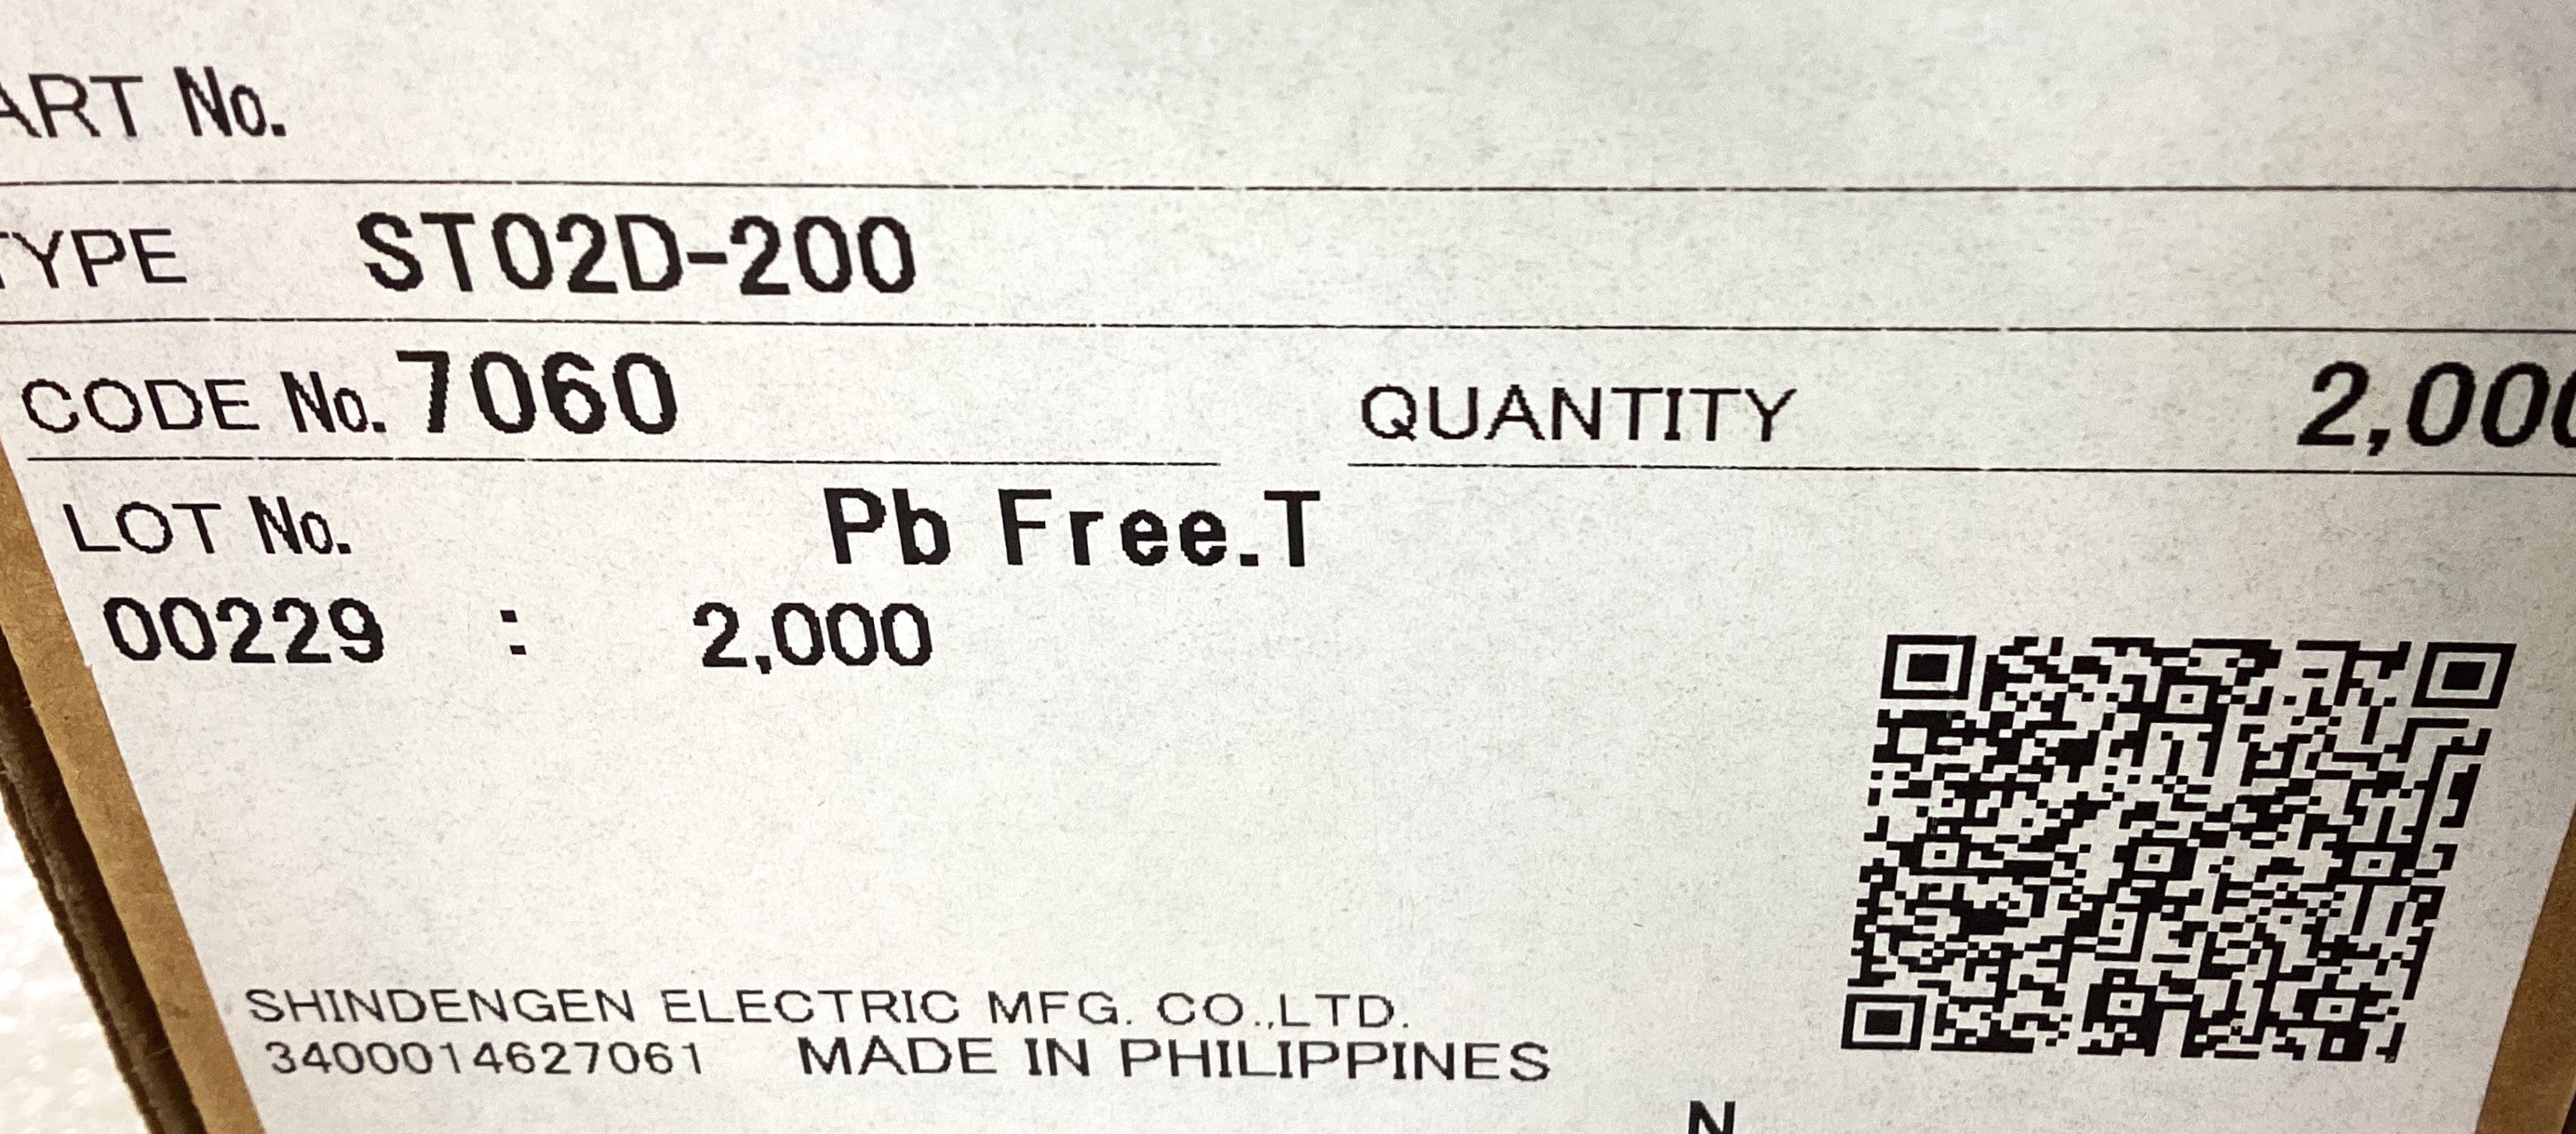 ART No.
TYPE ST02D-200
CODE No. 7060 QUANTITY 2,000
LOT No. Pb Free.T
00229 : 2,000
SHINDENGEN ELECTRIC MFG. CO.,LTD.
3400014627061 MADE IN PHILIPPINES
N